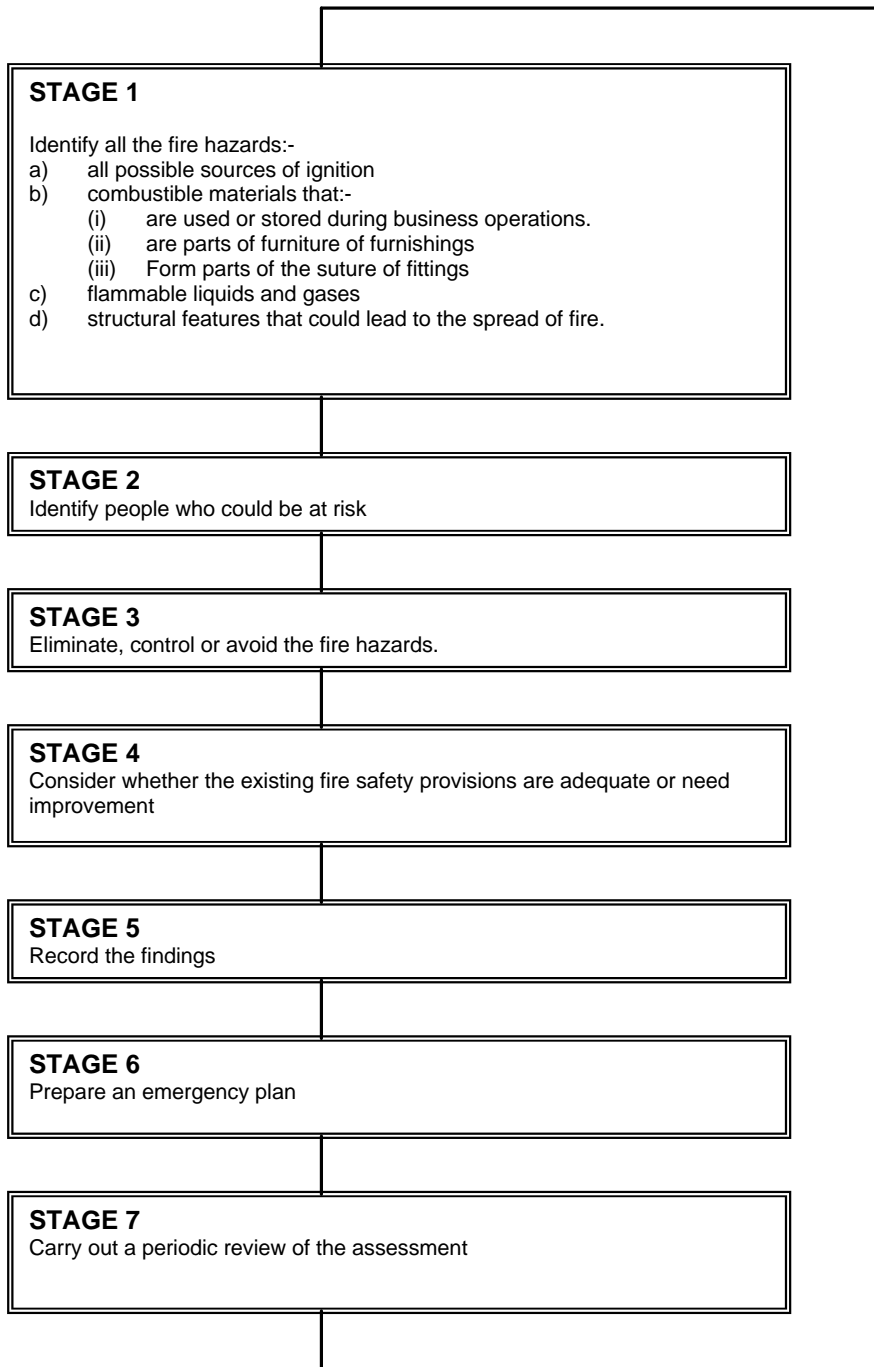 STAGE 1
Identify all the fire hazards:-
a) all possible sources of ignition
b) combustible materials that:-
(i) are used or stored during business operations.
(ii) are parts of furniture of furnishings
(iii) Form parts of the suture of fittings
c) flammable liquids and gases
d) structural features that could lead to the spread of fire.
STAGE 2
Identify people who could be at risk
STAGE 3
Eliminate, control or avoid the fire hazards.
STAGE 4
Consider whether the existing fire safety provisions are adequate or need
improvement
STAGE 5
Record the findings
STAGE 6
Prepare an emergency plan
STAGE 7
Carry out a periodic review of the assessment